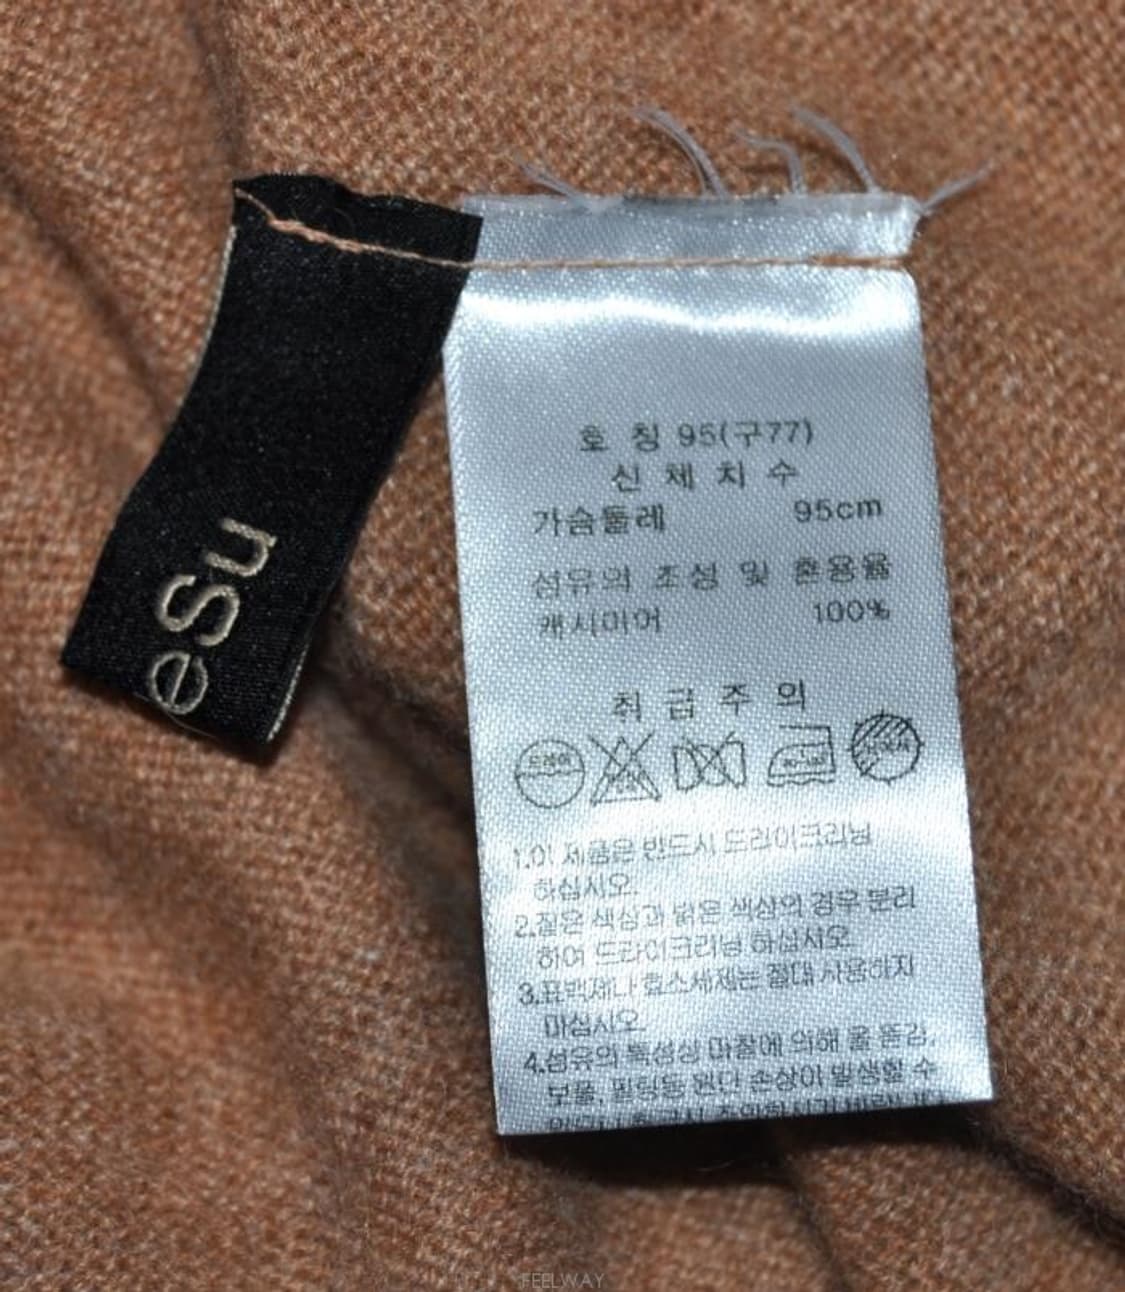 eSu
호 칭 95(구77)
신 체 치 수
가슴둘레 95cm
섬유의 조성 및 혼용율
캐시미어 100%
취 급 주 의
드라이
1.이 제품은 반드시 드라이크리닝
하십시오.
2.짙은 색상과 밝은 색상의 경우 분리
하여 드라이크리닝 하십시오.
3.표백제나 효소세제는 절대 사용하지
마십시오.
4.섬유의 특성상 마찰에 의해 올 뜯김,
보풀, 필링등 원단 손상이 발생할 수
FEELWAY